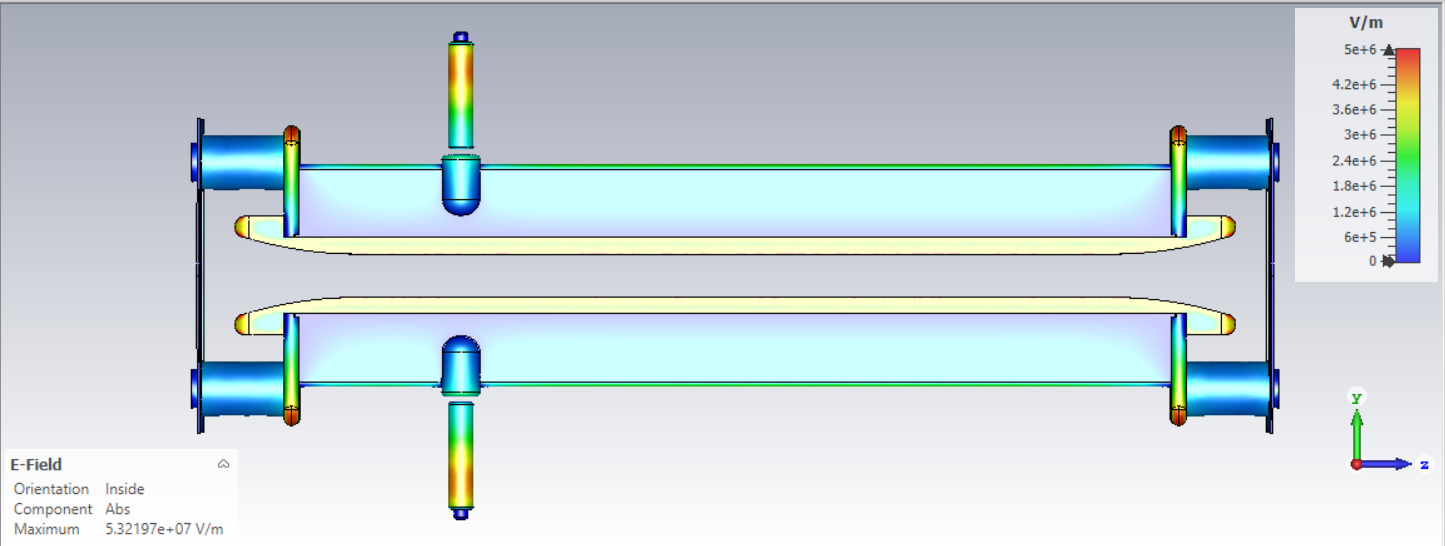 V/m
5e+6
4.2e+6
3.6e+6
3e+6
2.4e+6
1.8e+6
1.2e+6
6e+5
0
y
z
E-Field
Orientation Inside
Component Abs
Maximum 5.32197e+07 V/m